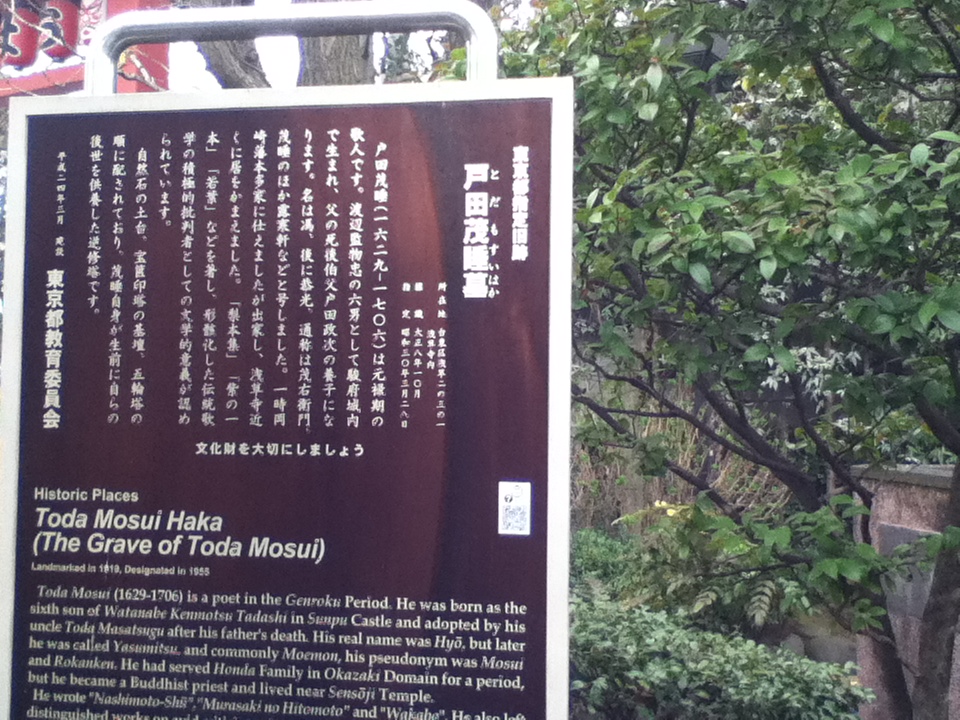 東京都指定旧跡
戸田茂睡墓
とだもすいはか
所在地 台東区浅草二の三の一
浅草寺内
標識 大正八年一〇月
指定 昭和三〇年三月二八日
戸田茂睡(一六二九—一七〇六)は元禄期の
歌人です。渡辺監物忠の六男として駿府城内
で生まれ、父の死後伯父戸田政次の養子にな
ります。名は馮、後に恭光、通称は茂右衛門、
茂睡のほか露寒軒などと号しました。一時岡
崎藩本多家に仕えましたが出家し、浅草寺近
くに居をかまえました。「梨本集」「紫の一
本」「若葉」などを著し、形骸化した伝統歌
学の積極的批判者としての文学的意義が認め
られています。
自然石の土台、宝篋印塔の基壇、五輪塔の
順に配されており、茂睡自身が生前に自らの
後世を供養した逆修塔です。
平成二四年三月 建設
東京都教育委員会
文化財を大切にしましょう
Historic Places
Toda Mosui Haka
(The Grave of Toda Mosui)
Landmarked in 1919, Designated in 1955
Toda Mosui (1629-1706) is a poet in the Genroku Period. He was born as the
sixth son of Watanabe Kenmotsu Tadashi in Sunpu Castle and adopted by his
uncle Toda Masatsugu after his father's death. His real name was Hyō, but later
he was called Yasumitsu, and commonly Moemon, his pseudonym was Mosui
and Rokanken. He had served Honda Family in Okazaki Domain for a period,
but he became a Buddhist priest and lived near Sensōji Temple.
He wrote "Nashimoto-Shū", "Murasaki no Hitomoto" and "Wakaba". He also left
distinguished works on